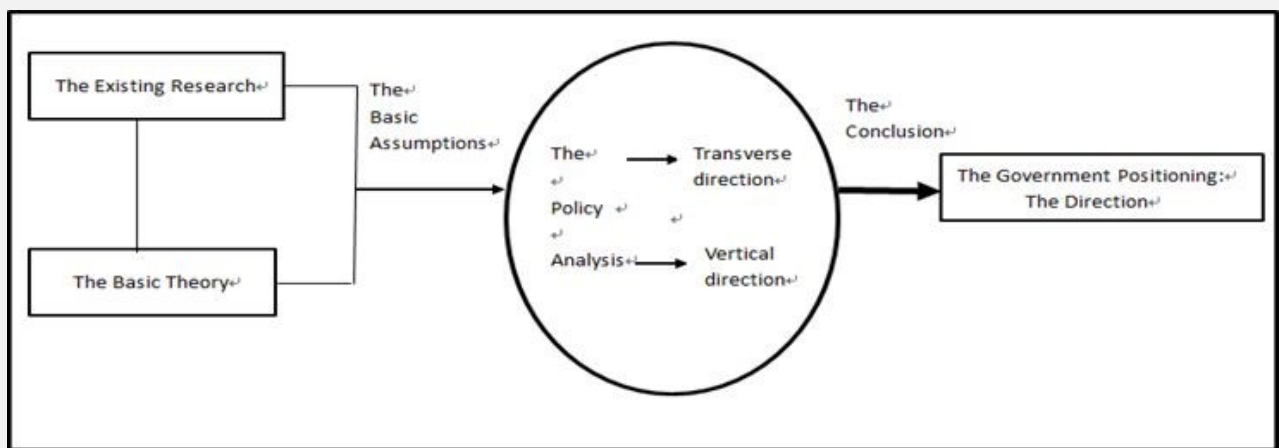 The Existing Research↵
The Basic Theory↵
The↵
Basic
Assumptions↵
The↵
↵
Policy ↵
↵
Analysis↵
Transverse
direction↵
↵
Vertical
direction↵
The↵
Conclusion↵
The Government Positioning:↵
The Direction↵